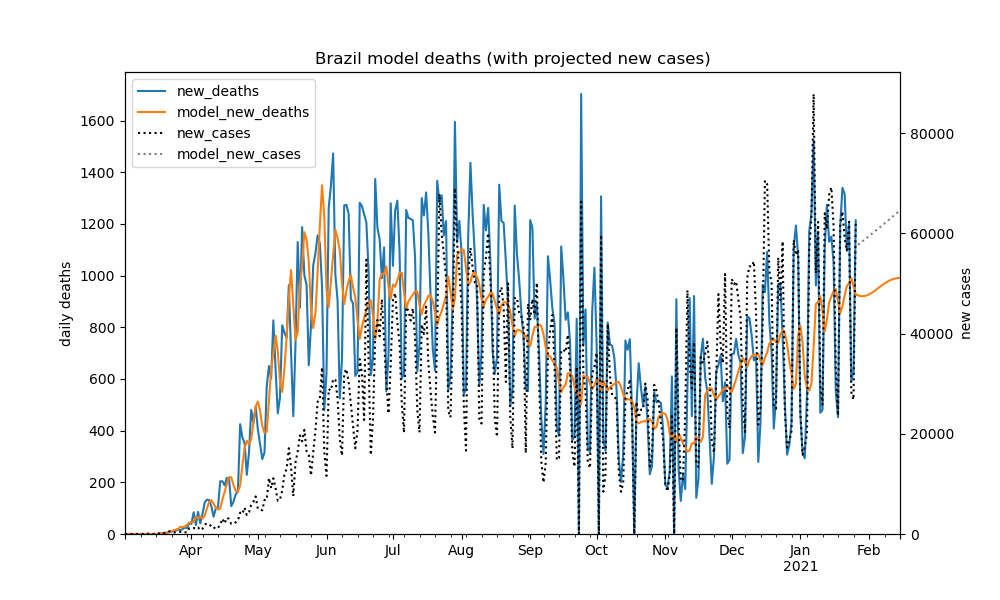 Brazil model deaths (with projected new cases)
new_deaths
model_new_deaths
new_cases
model_new_cases
daily deaths
1600
1400
1200
1000
800
600
400
200
0
80000
60000
40000
20000
0
new cases
Apr May Jun Jul Aug Sep Oct Nov Dec Jan Feb
2021